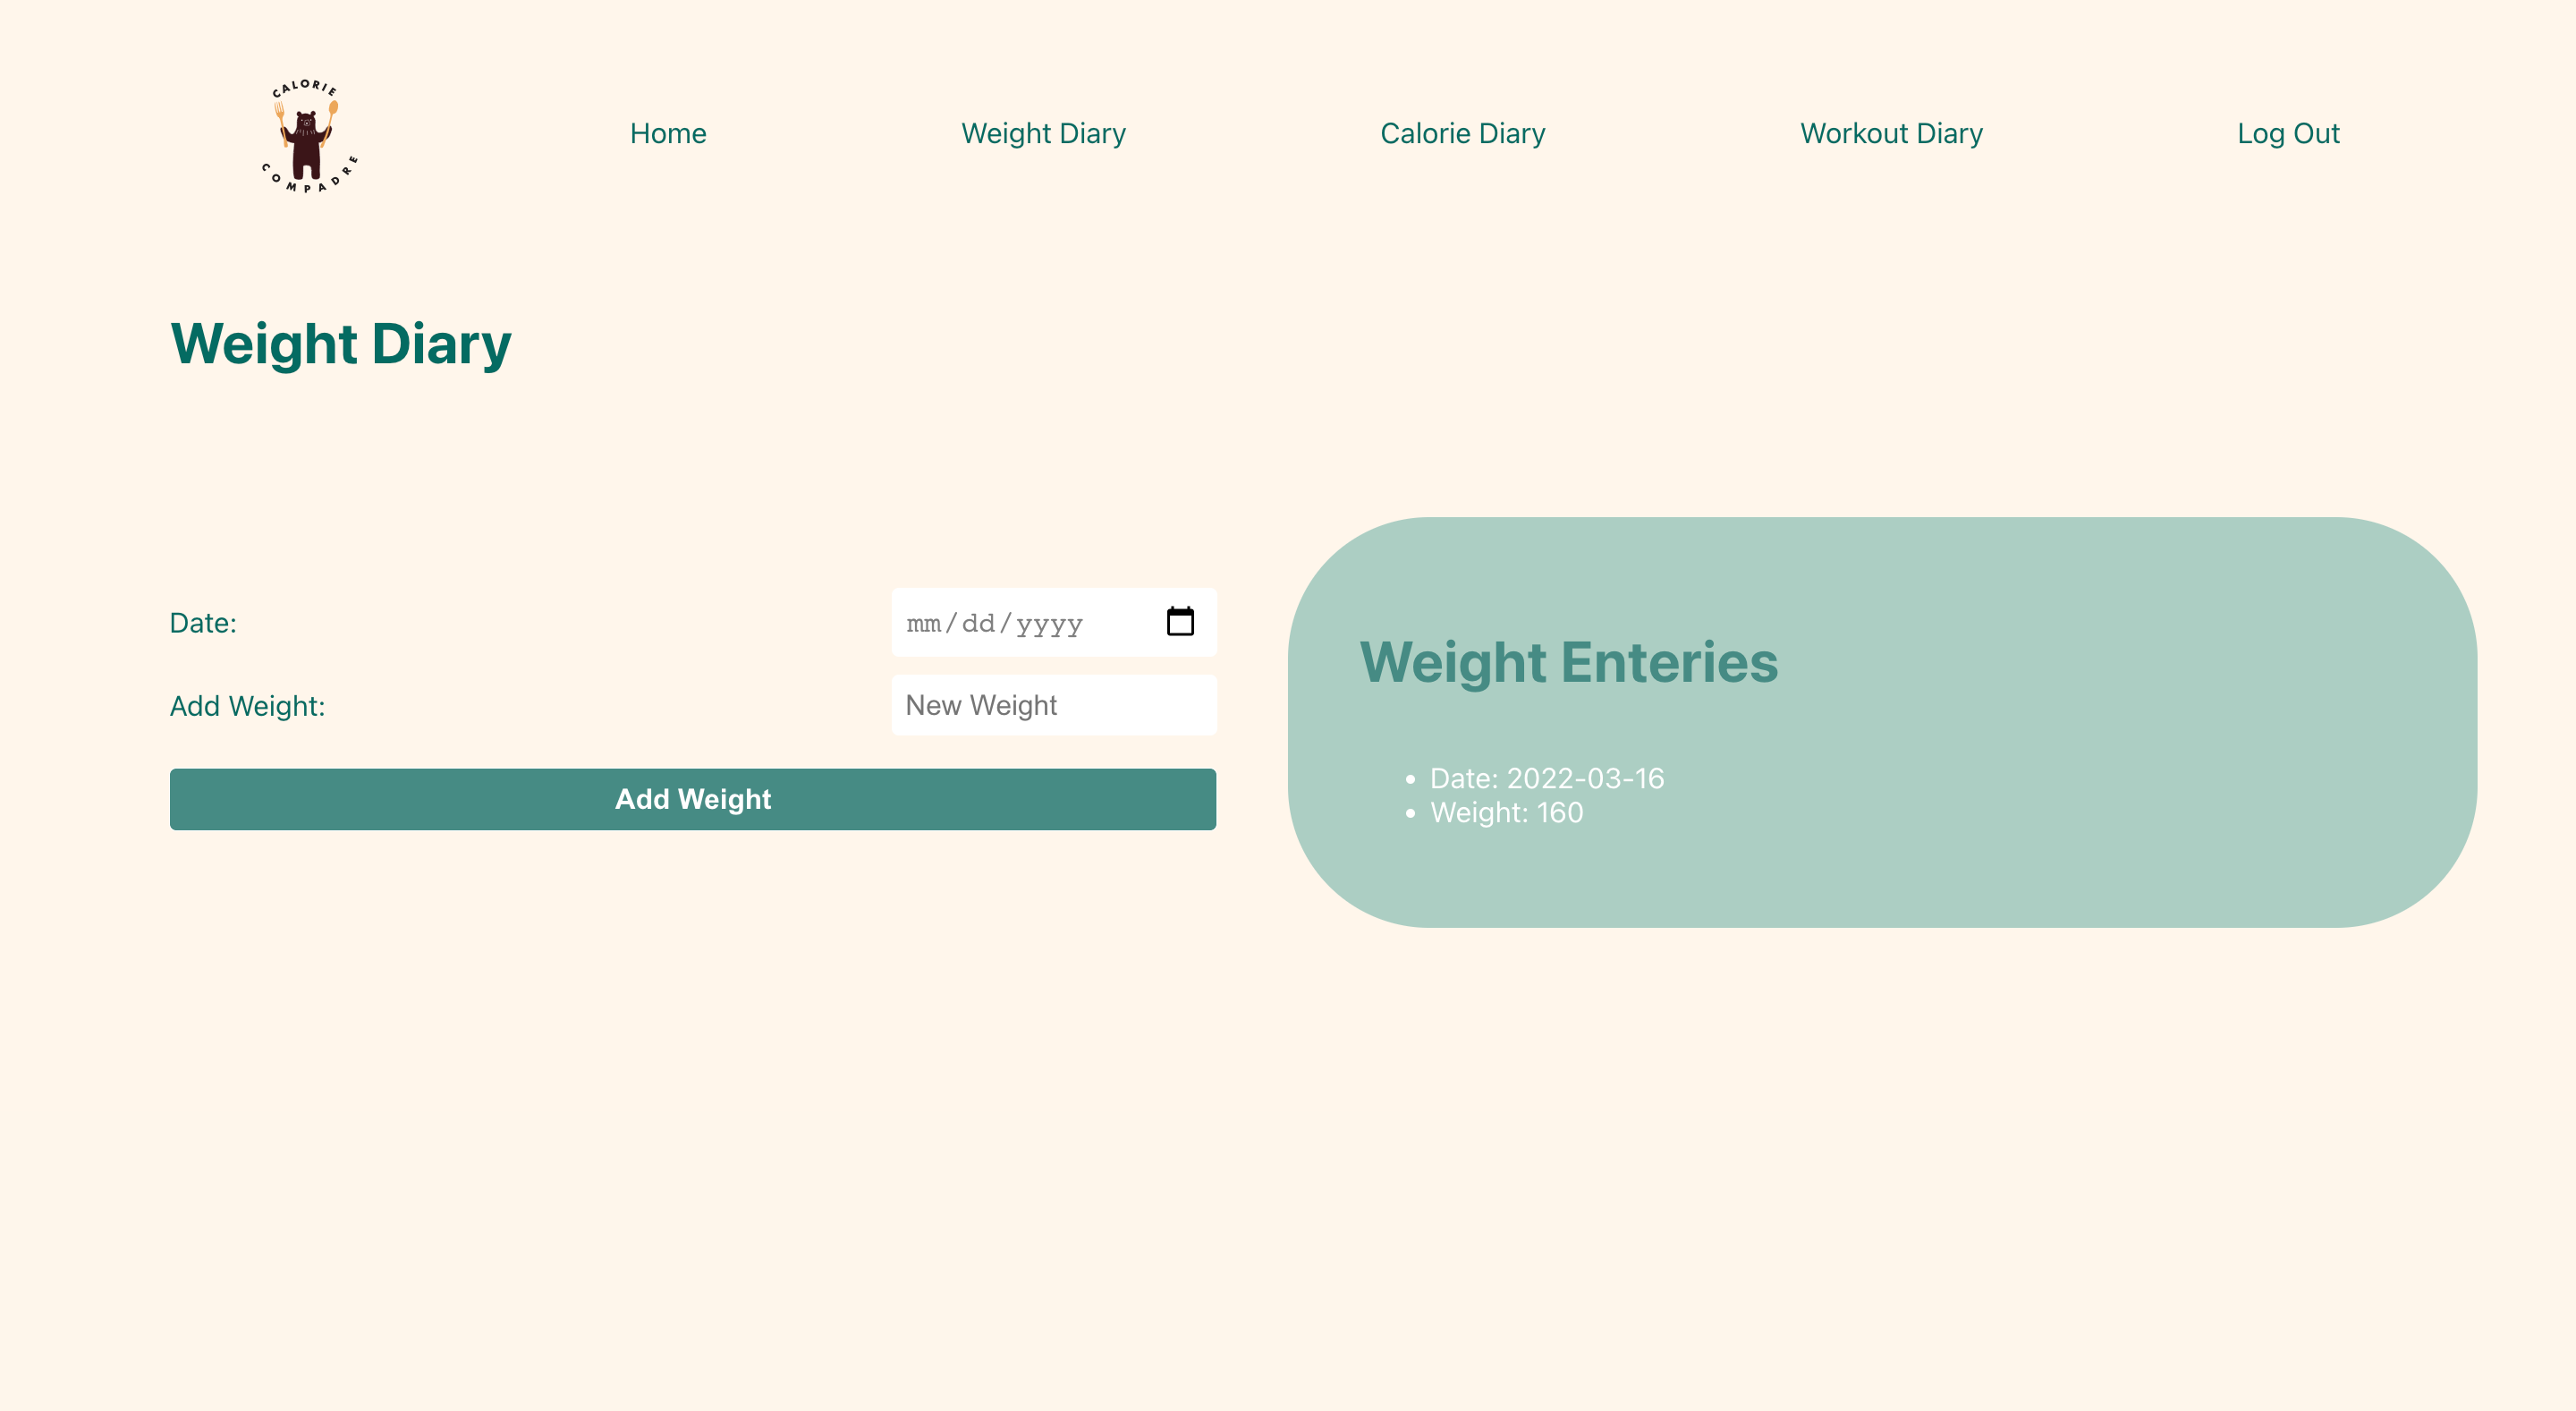 CALORIE
COMPADRE
Home
Weight Diary
Calorie Diary
Workout Diary
Log Out
Weight Diary
Date:
mm/dd/yyyy
Add Weight:
New Weight
Add Weight
Weight Enteries
Date: 2022-03-16
Weight: 160